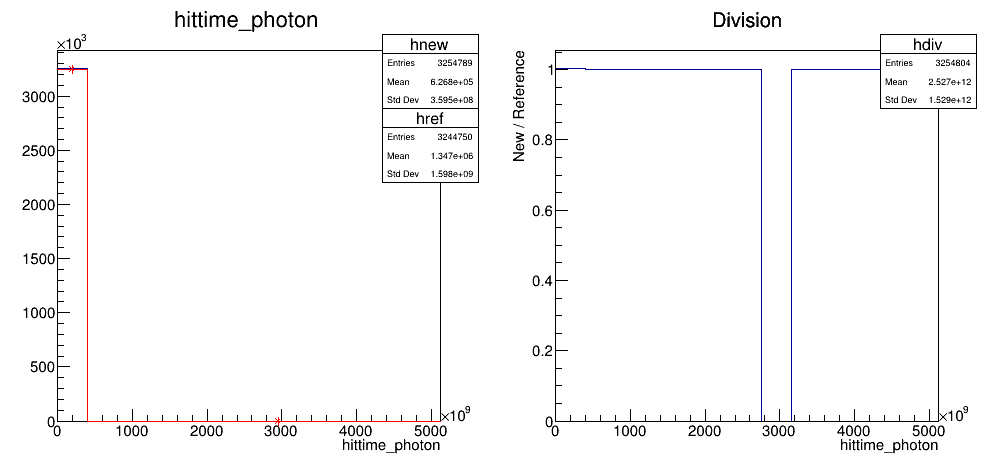 hittime_photon
×10³
hnew
Entries 3254789
Mean 6.268e+05
Std Dev 3.595e+08
href
Entries 3244750
Mean 1.347e+06
Std Dev 1.598e+09
3000
2500
2000
1500
1000
500
0
0 1000 2000 3000 4000 5000
×10⁹
hittime_photon
Division
hdiv
Entries 3254804
Mean 2.527e+12
Std Dev 1.529e+12
New / Reference
1
0.8
0.6
0.4
0.2
0
0 1000 2000 3000 4000 5000
×10⁹
hittime_photon